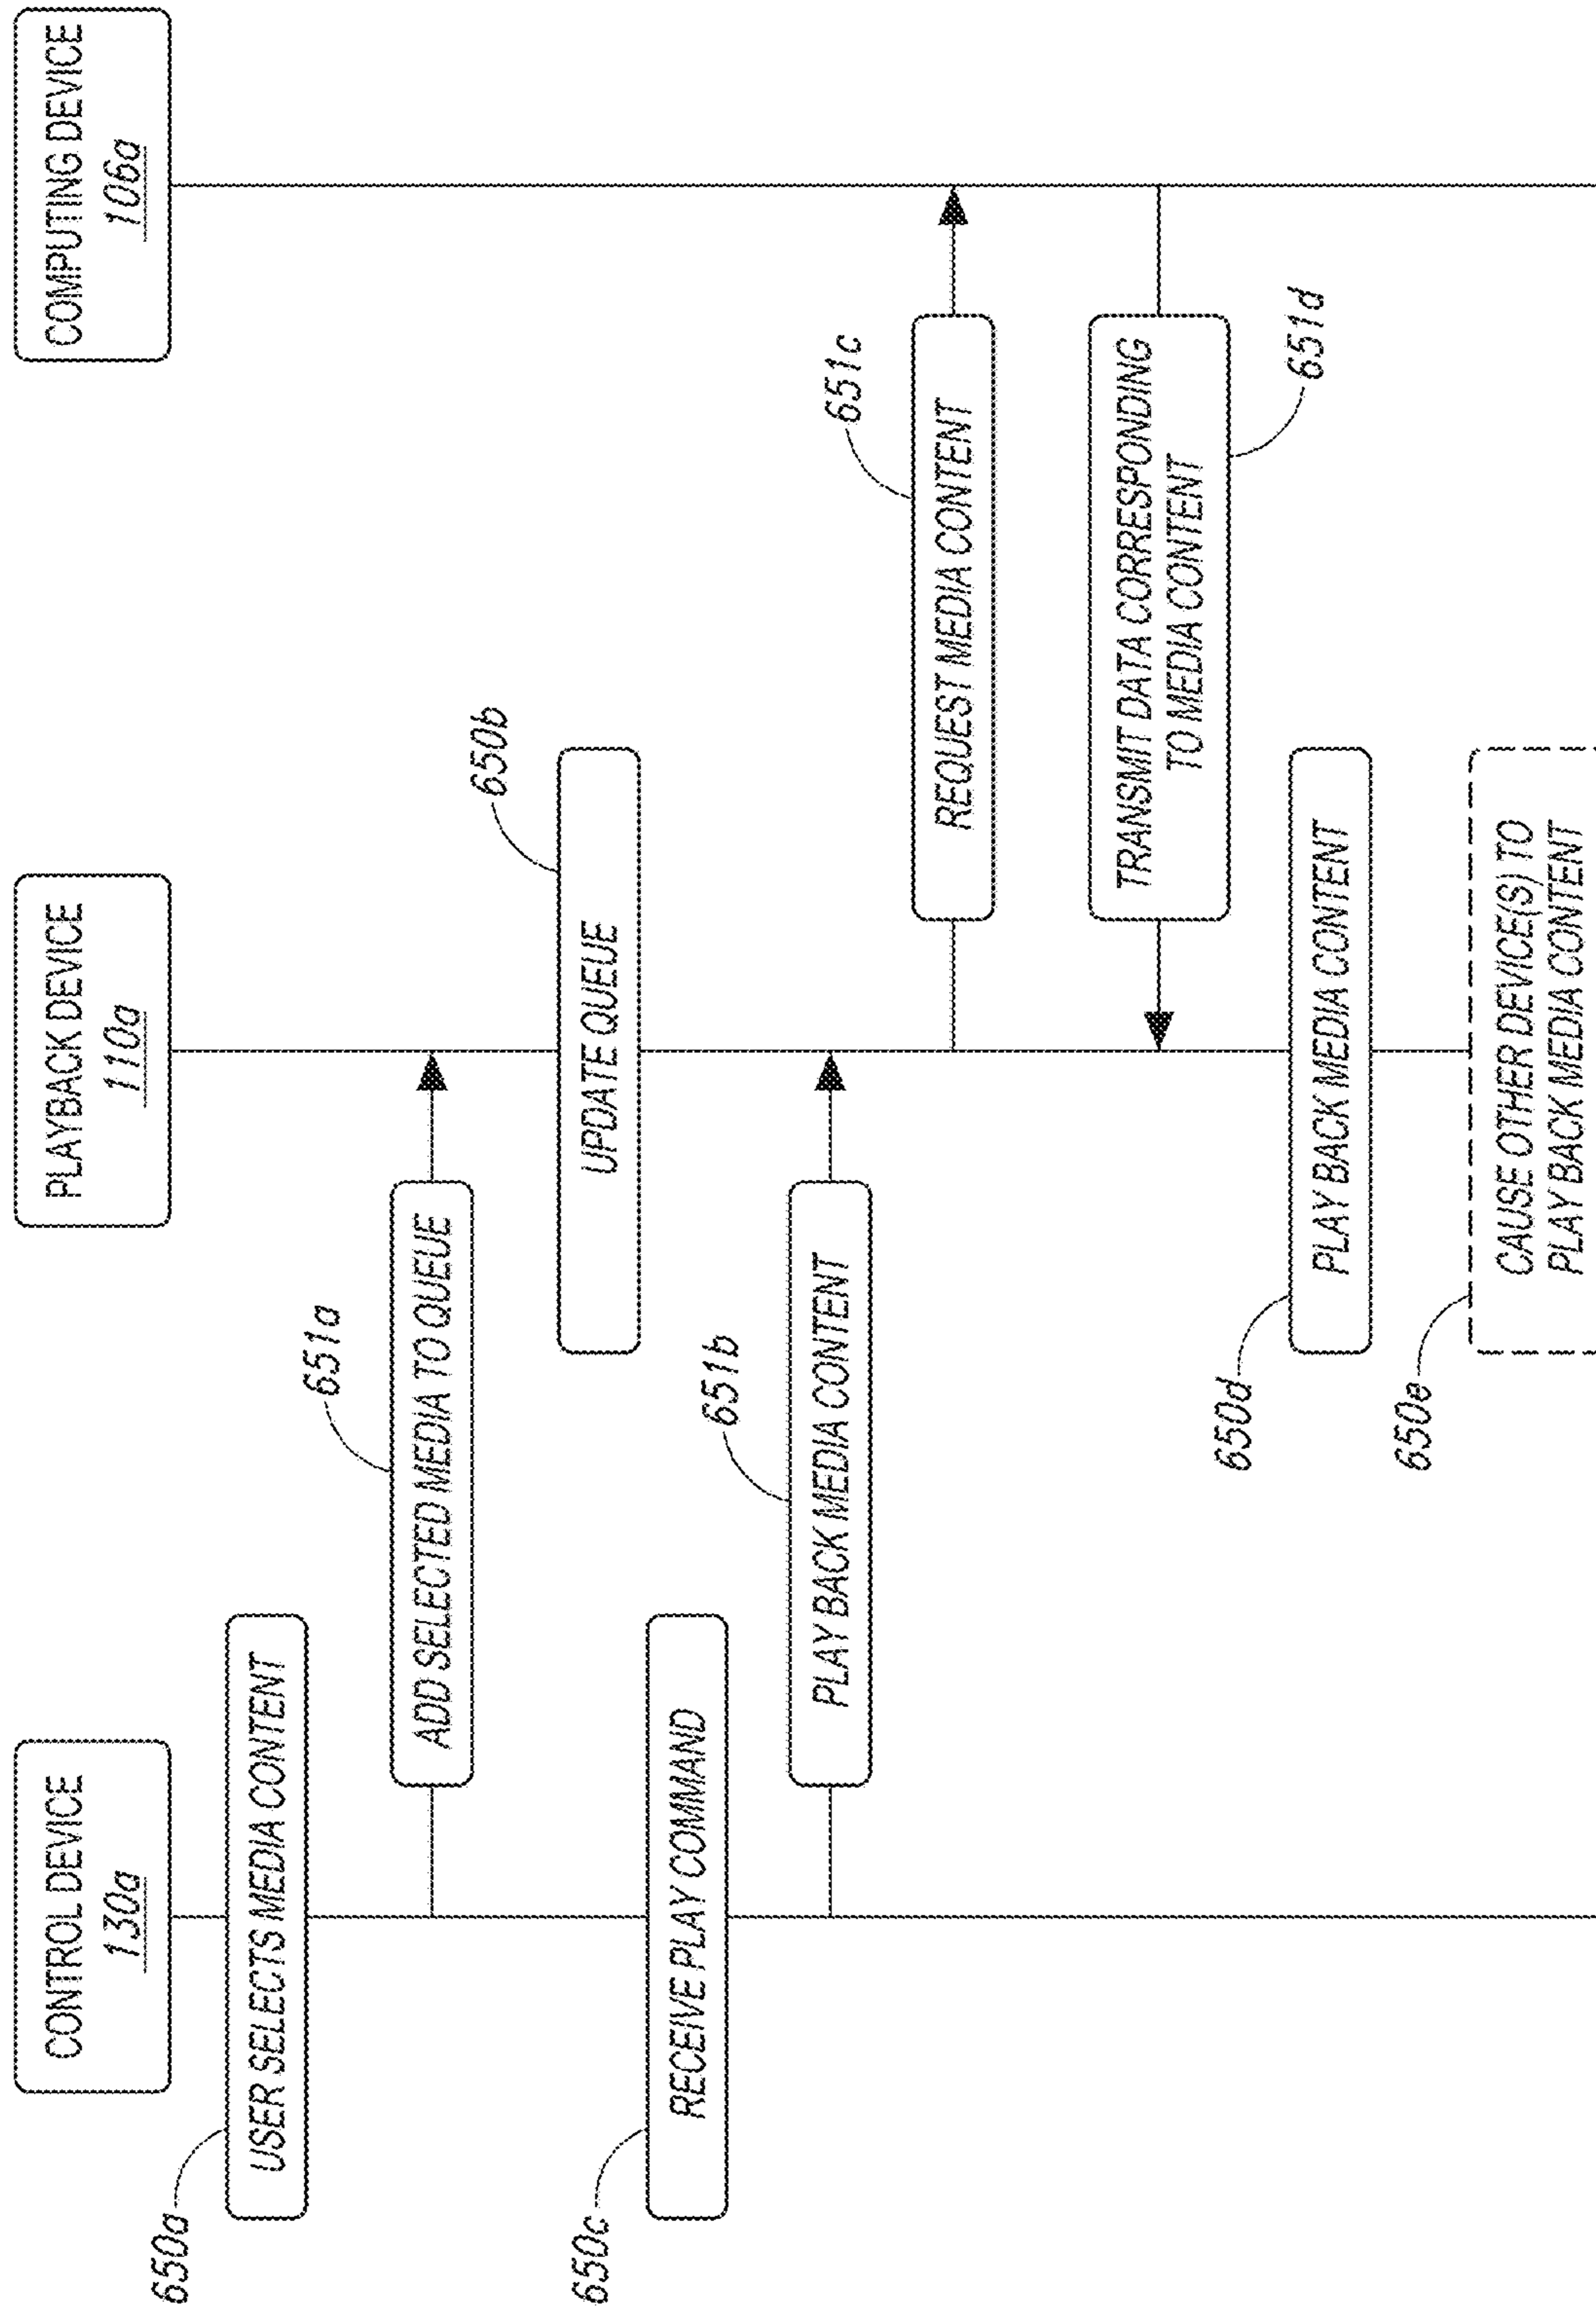 CONTROL DEVICE
130a
PLAYBACK DEVICE
110a
COMPUTING DEVICE
106a
650a
USER SELECTS MEDIA CONTENT
651a
ADD SELECTED MEDIA TO QUEUE
650b
UPDATE QUEUE
650c
RECEIVE PLAY COMMAND
651b
PLAY BACK MEDIA CONTENT
651c
REQUEST MEDIA CONTENT
TRANSMIT DATA CORRESPONDING
TO MEDIA CONTENT
651d
650d
PLAY BACK MEDIA CONTENT
650e
CAUSE OTHER DEVICE(S) TO
PLAY BACK MEDIA CONTENT